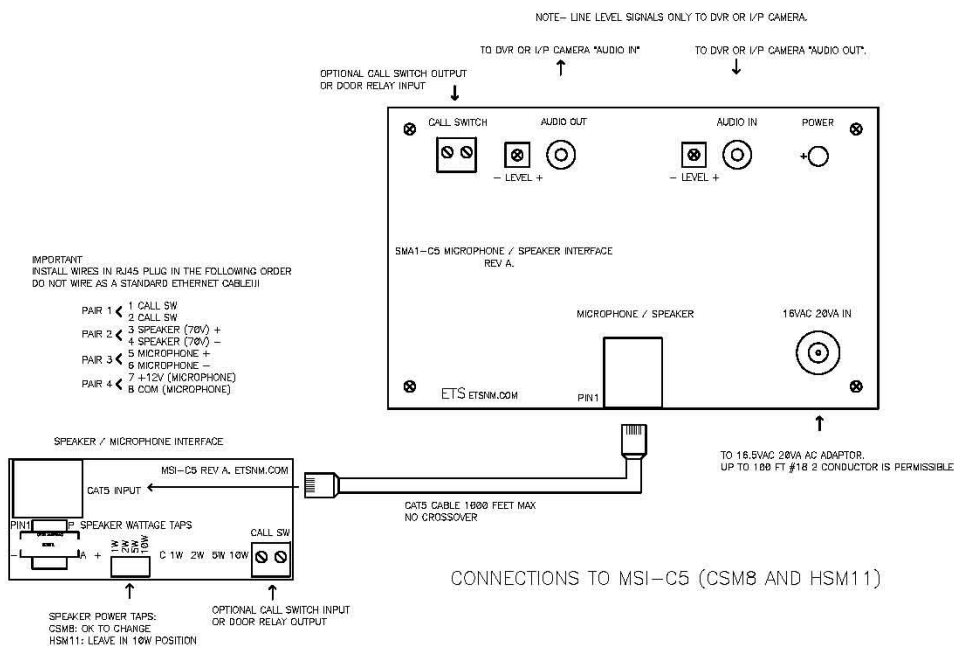 NOTE- LINE LEVEL SIGNALS ONLY TO DVR OR I/P CAMERA.
TO DVR OR I/P CAMERA "AUDIO IN"
TO DVR OR I/P CAMERA "AUDIO OUT".
OPTIONAL CALL SWITCH OUTPUT
OR DOOR RELAY INPUT
CALL SWITCH
AUDIO OUT
AUDIO IN
POWER
+
- LEVEL +
- LEVEL +
SMA1-C5 MICROPHONE / SPEAKER INTERFACE
REV A.
IMPORTANT
INSTALL WIRES IN RJ45 PLUG IN THE FOLLOWING ORDER
DO NOT WIRE AS A STANDARD ETHERNET CABLE!!!
PAIR 1
1 CALL SW
2 CALL SW
PAIR 2
3 SPEAKER (70V) +
4 SPEAKER (70V) -
PAIR 3
5 MICROPHONE +
6 MICROPHONE -
PAIR 4
7 +12V (MICROPHONE)
8 COM (MICROPHONE)
MICROPHONE / SPEAKER
16VAC 20VA IN
PIN1
ETS ETSNM.COM
TO 16.5VAC 20VA AC ADAPTOR.
UP TO 100 FT #18 2 CONDUCTOR IS PERMISSIBLE
SPEAKER / MICROPHONE INTERFACE
MSI-C5 REV A. ETSNM.COM
CAT5 INPUT
CAT5 CABLE 1000 FEET MAX
NO CROSSOVER
PIN1
P SPEAKER WATTAGE TAPS
CALL SW
- A +
1W
2W
5W
10W
C 1W 2W 5W 10W
CONNECTIONS TO MSI-C5 (CSM8 AND HSM11)
SPEAKER POWER TAPS:
CSM8: OK TO CHANGE
HSM11: LEAVE IN 10W POSITION
OPTIONAL CALL SWITCH INPUT
OR DOOR RELAY OUTPUT